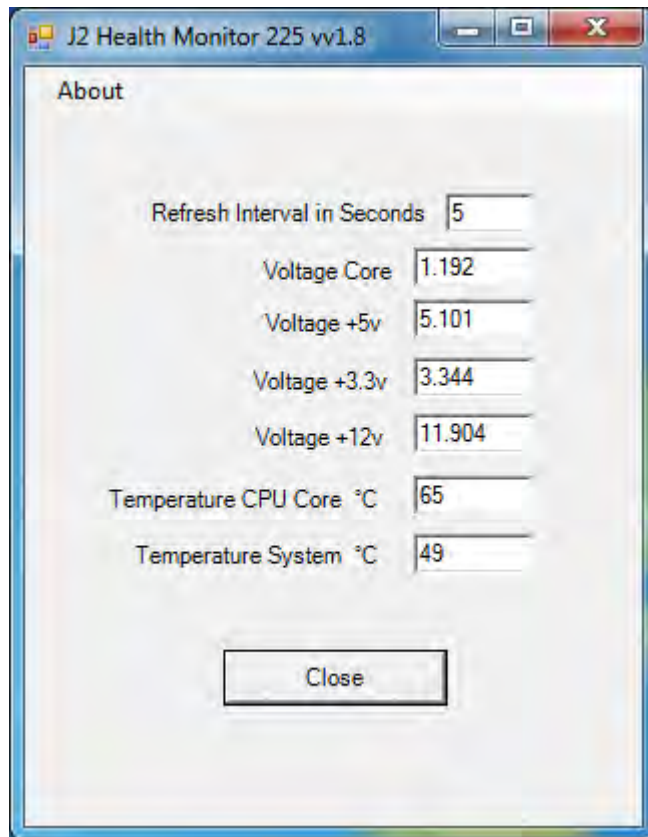 J2 Health Monitor 225 vv1.8
About
Refresh Interval in Seconds 5
Voltage Core 1.192
Voltage +5v 5.101
Voltage +3.3v 3.344
Voltage +12v 11.904
Temperature CPU Core °C 65
Temperature System °C 49
Close